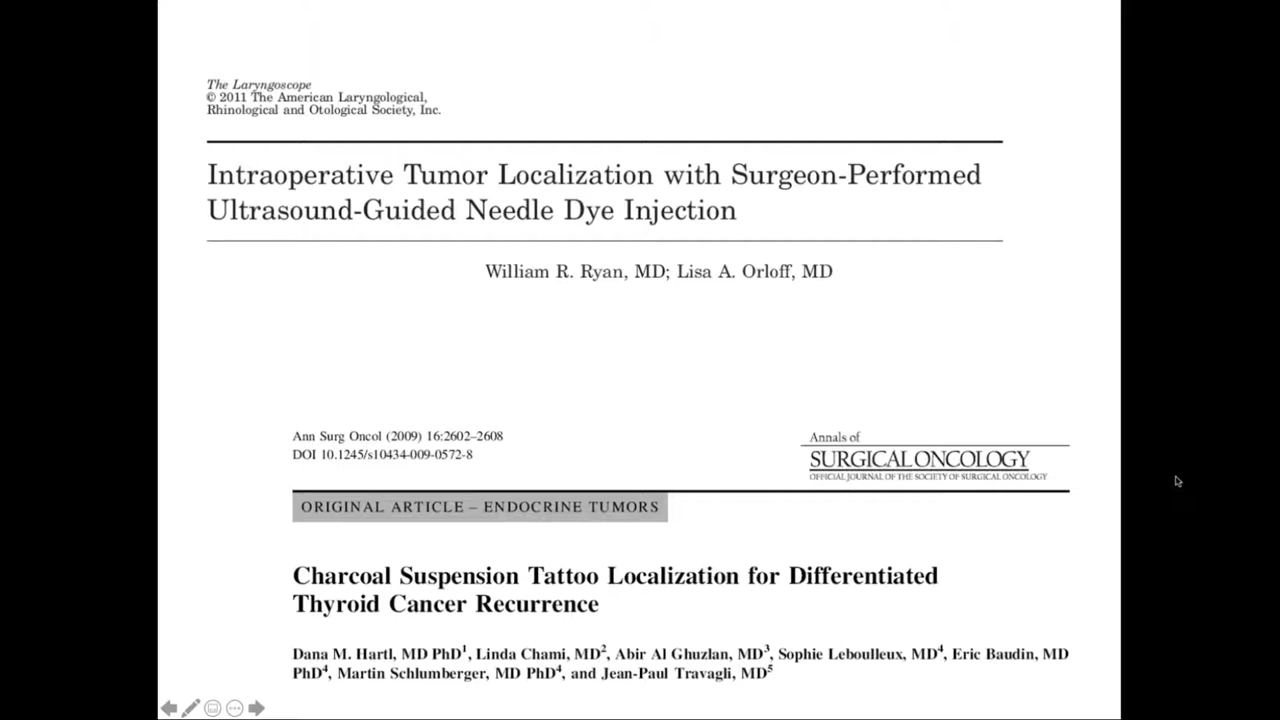 The Laryngoscope
© 2011 The American Laryngological,
Rhinological and Otological Society, Inc.
Intraoperative Tumor Localization with Surgeon-Performed
Ultrasound-Guided Needle Dye Injection
William R. Ryan, MD; Lisa A. Orloff, MD
Ann Surg Oncol (2009) 16:2602–2608
DOI 10.1245/s10434-009-0572-8
Annals of
SURGICAL ONCOLOGY
OFFICIAL JOURNAL OF THE SOCIETY OF SURGICAL ONCOLOGY
ORIGINAL ARTICLE – ENDOCRINE TUMORS
Charcoal Suspension Tattoo Localization for Differentiated
Thyroid Cancer Recurrence
Dana M. Hartl, MD PhD1, Linda Chami, MD2, Abir Al Ghuzlan, MD3, Sophie Leboulleux, MD4, Eric Baudin, MD
PhD4, Martin Schlumberger, MD PhD4, and Jean-Paul Travagli, MD5